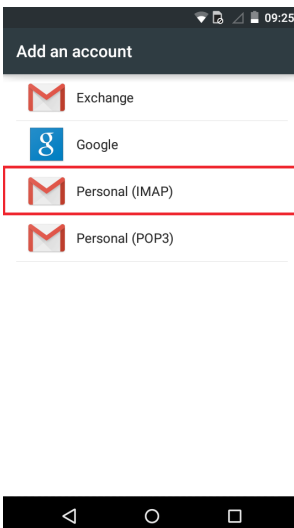 09:25
Add an account
Exchange
g Google
Personal (IMAP)
Personal (POP3)